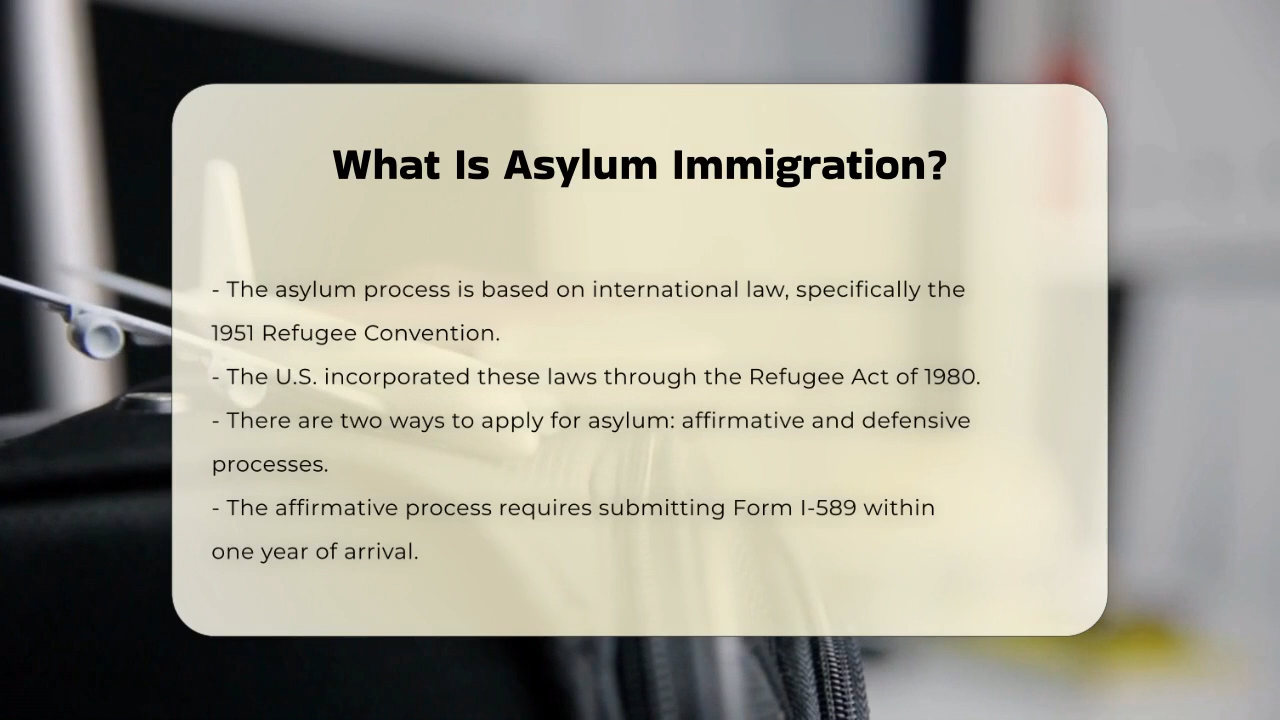 What Is Asylum Immigration?
- The asylum process is based on international law, specifically the
1951 Refugee Convention.
- The U.S. incorporated these laws through the Refugee Act of 1980.
- There are two ways to apply for asylum: affirmative and defensive
processes.
- The affirmative process requires submitting Form I-589 within
one year of arrival.